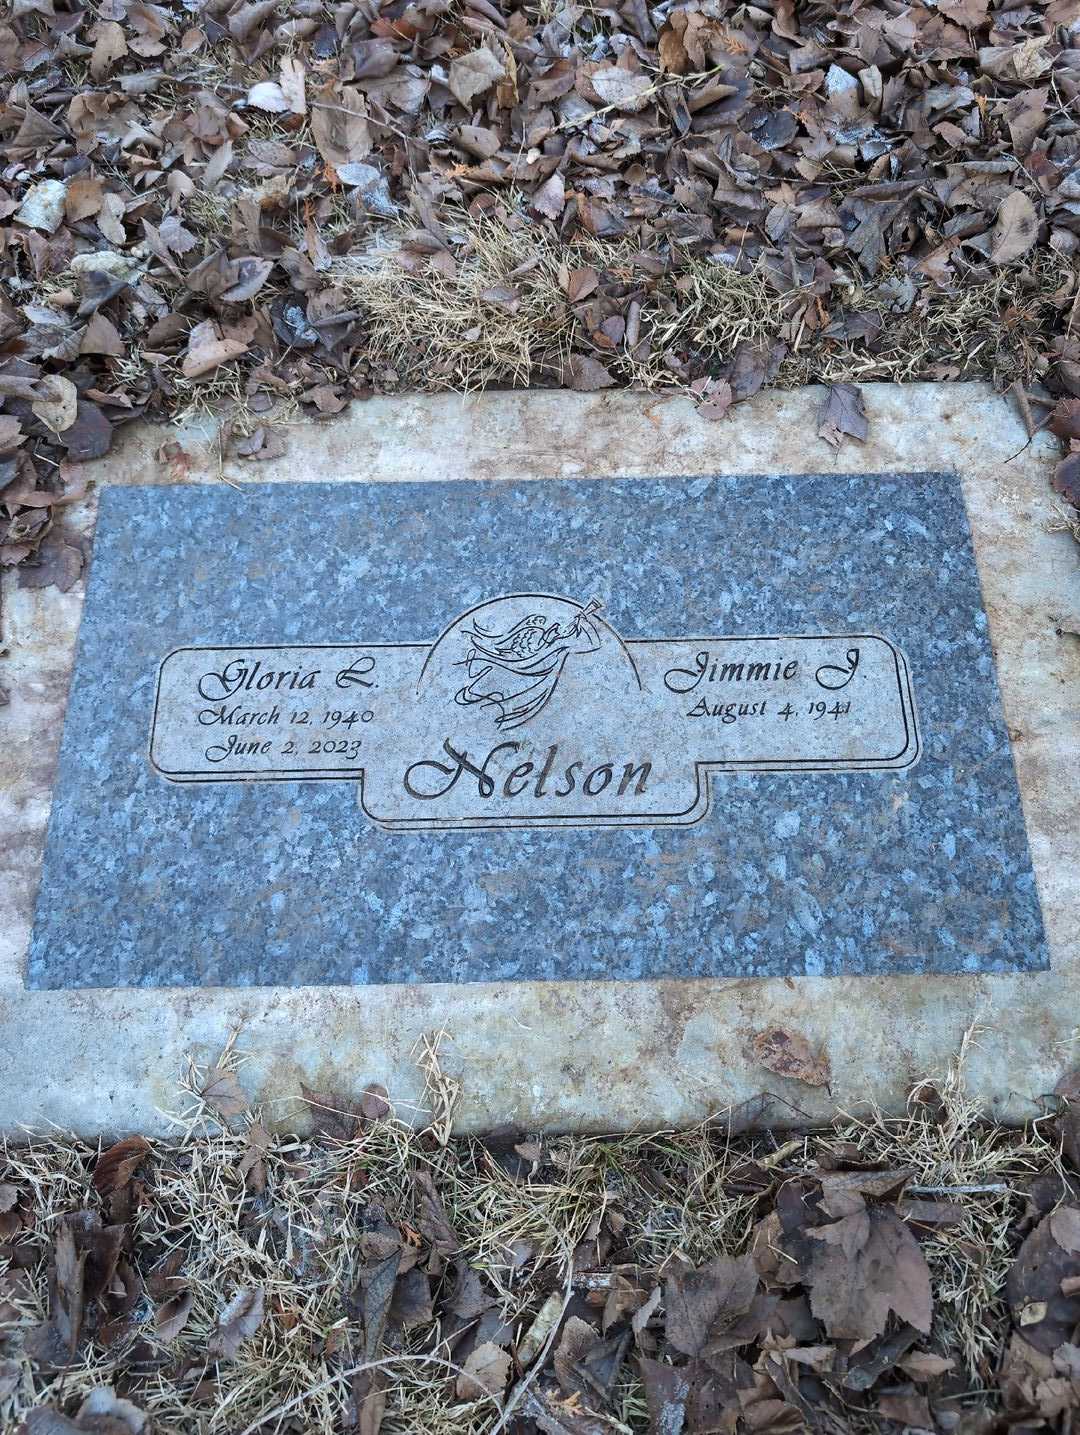 Gloria L.
March 12, 1940
June 2, 2023
Jimmie J.
August 4, 1941
Nelson